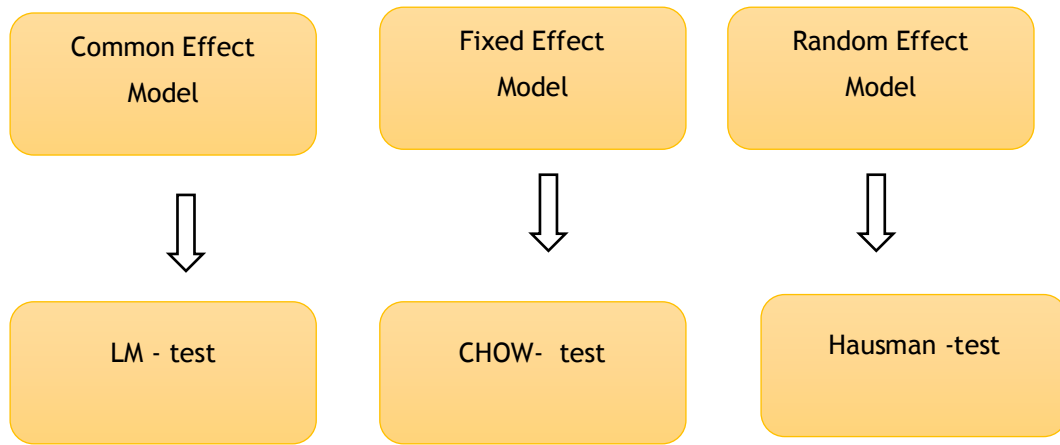 Common Effect
Model
Fixed Effect
Model
Random Effect
Model
LM - test
CHOW- test
Hausman -test